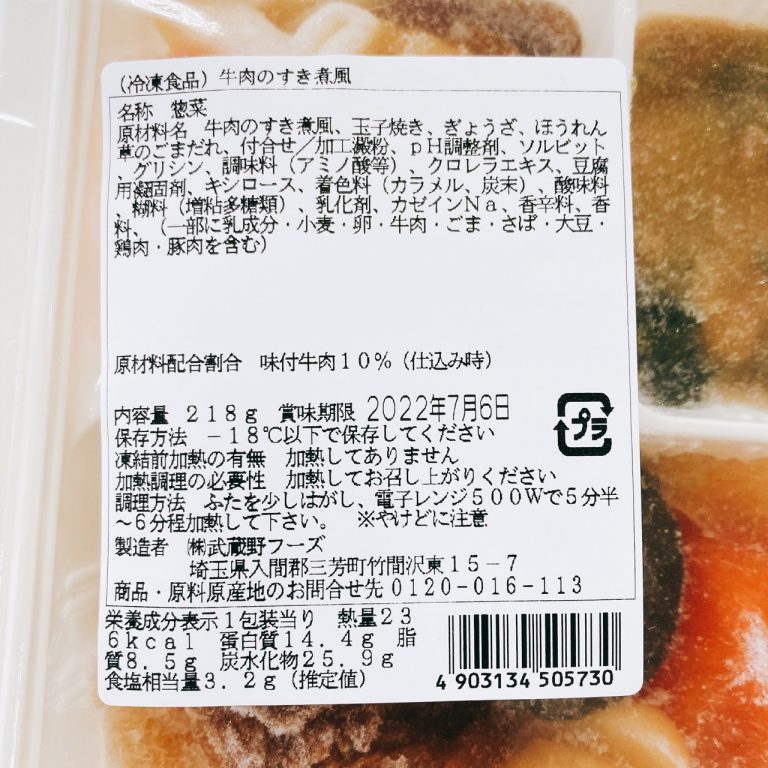 (冷凍食品) 牛肉のすき煮風
名称 惣菜
原材料名 牛肉のすき煮風、玉子焼き、ぎょうざ、ほうれん
草のごまだれ、付合せ／加工澱粉、ｐＨ調整剤、ソルビット
、グリシン、調味料（アミノ酸等）、クロレラエキス、豆腐
用凝固剤、キシロース、着色料（カラメル、炭末）、酸味料
、糊料（増粘多糖類）、乳化剤、カゼインＮａ、香辛料、香
料、（一部に乳成分・小麦・卵・牛肉・ごま・さば・大豆・
鶏肉・豚肉を含む）
原材料配合割合 味付牛肉１０％（仕込み時）
内容量 ２１８ｇ 賞味期限 2022年7月6日
保存方法 －１８℃以下で保存してください
凍結前加熱の有無 加熱してありません
加熱調理の必要性 加熱してお召し上がりください
調理方法 ふたを少しはがし、電子レンジ５００Ｗで５分半
～６分程加熱して下さい。 ※やけどに注意
プラ
製造者 ㈱武蔵野フーズ
埼玉県入間郡三芳町竹間沢東１５－７
商品・原料原産地のお問合せ先 ０１２０－０１６－１１３
栄養成分表示１包装当り 熱量２３
６ｋｃａｌ 蛋白質１４．４ｇ 脂
質８．５ｇ 炭水化物２５．９ｇ
食塩相当量３．２ｇ（推定値）
4 903134 505730